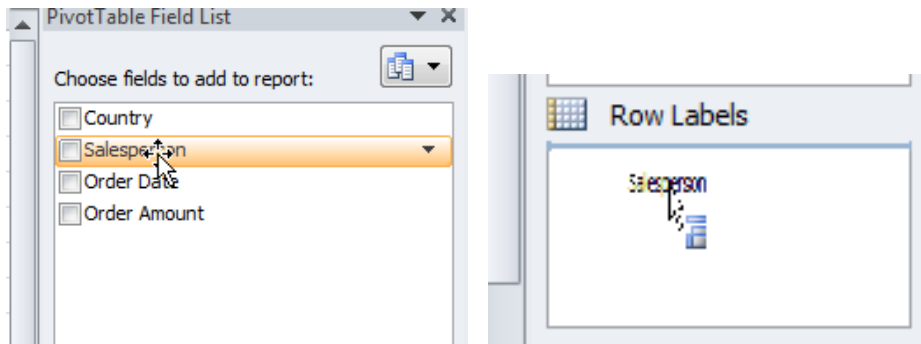 PivotTable Field List
Choose fields to add to report:
Country
Salesperson
Order Date
Order Amount
Row Labels
Salesperson